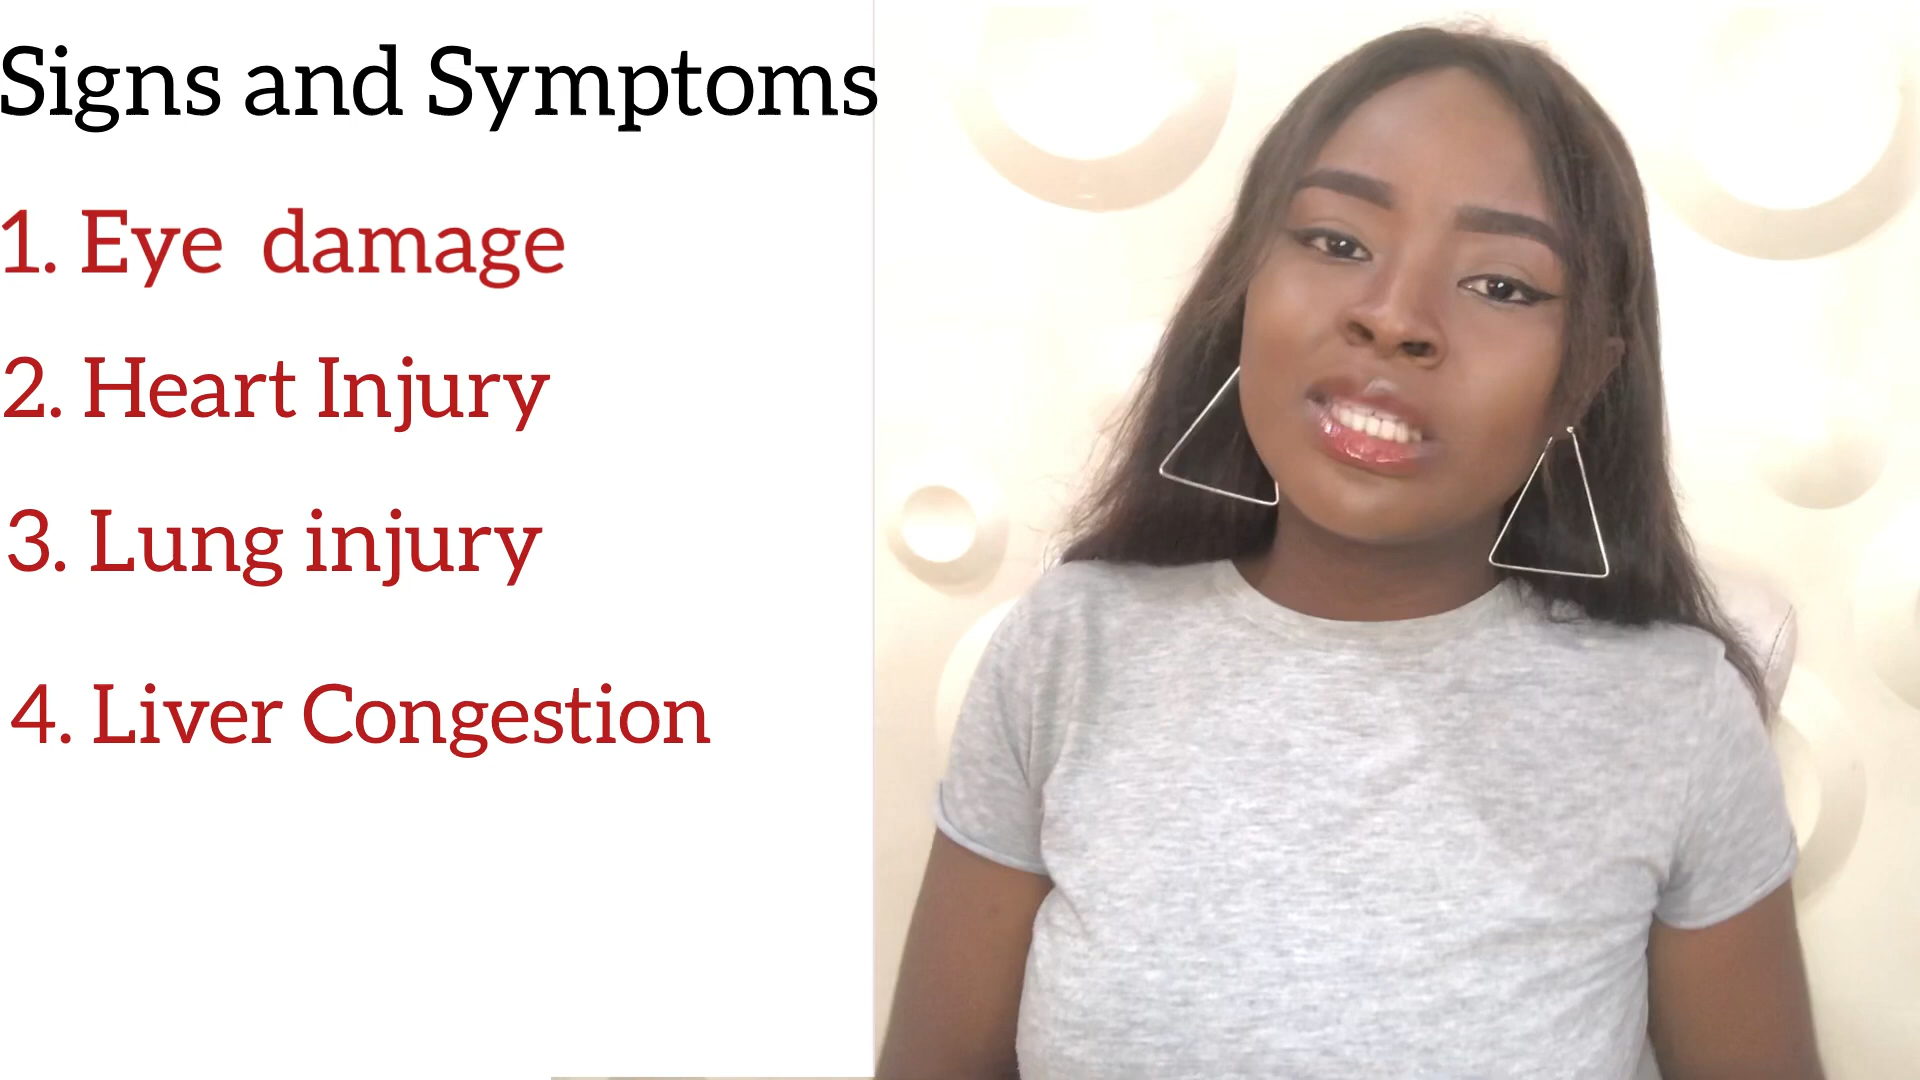 Signs and Symptoms
1. Eye damage
2. Heart Injury
3. Lung injury
4. Liver Congestion